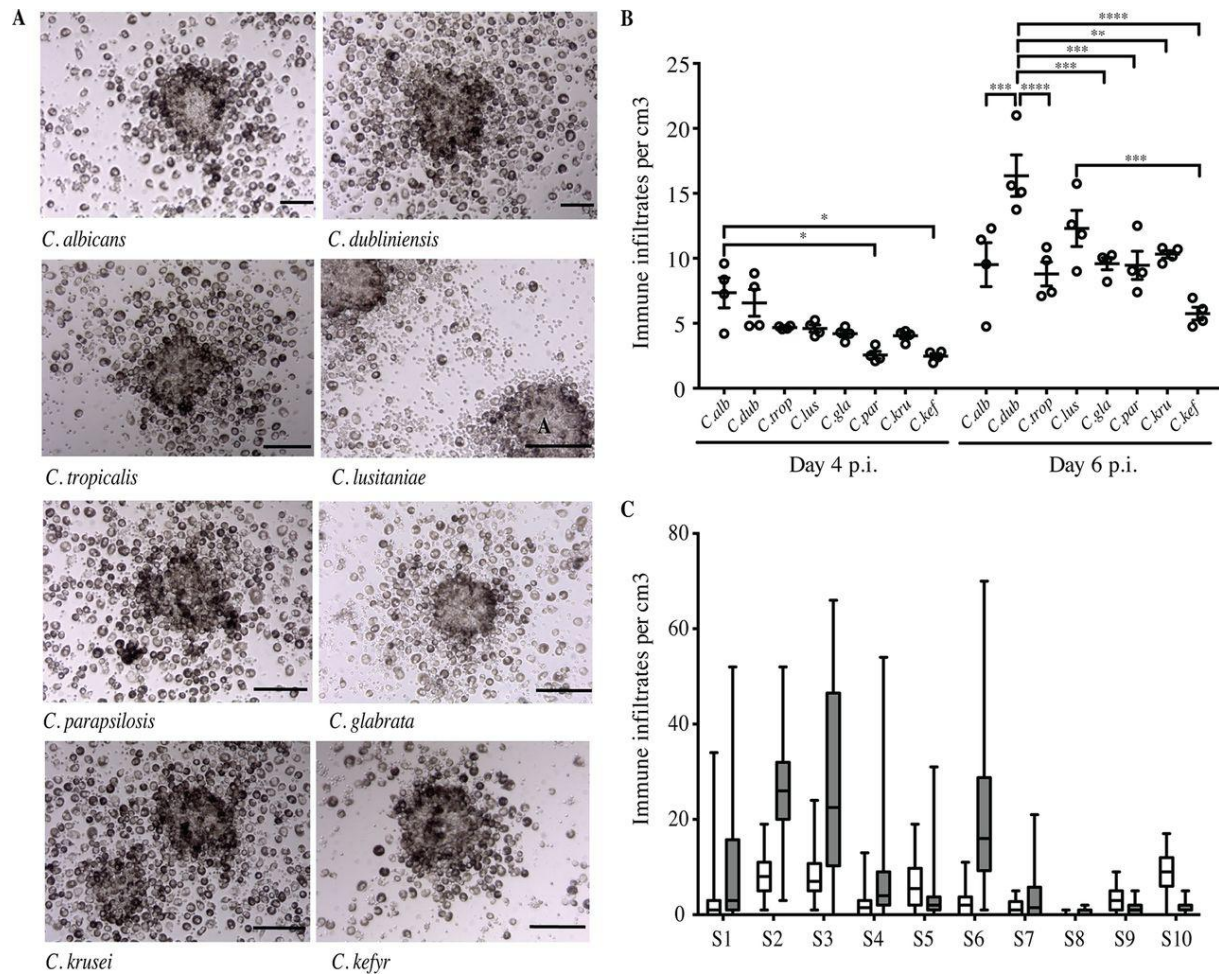 A
C. albicans
C. dubliniensis
C. tropicalis
C. lusitaniae
A
C. parapsilosis
C. glabrata
C. krusei
C. kefyr
B
Immune infiltrates per cm3
25
20
15
10
5
0
*
*
***
****
***
***
**
****
***
C.alb
C.dub
C.trop
C.lus
C.gla
C.par
C.kru
C.kef
C.alb
C.dub
C.trop
C.lus
C.gla
C.par
C.kru
C.kef
Day 4 p.i.
Day 6 p.i.
C
Immune infiltrates per cm3
80
60
40
20
0
S1 S2 S3 S4 S5 S6 S7 S8 S9 S10